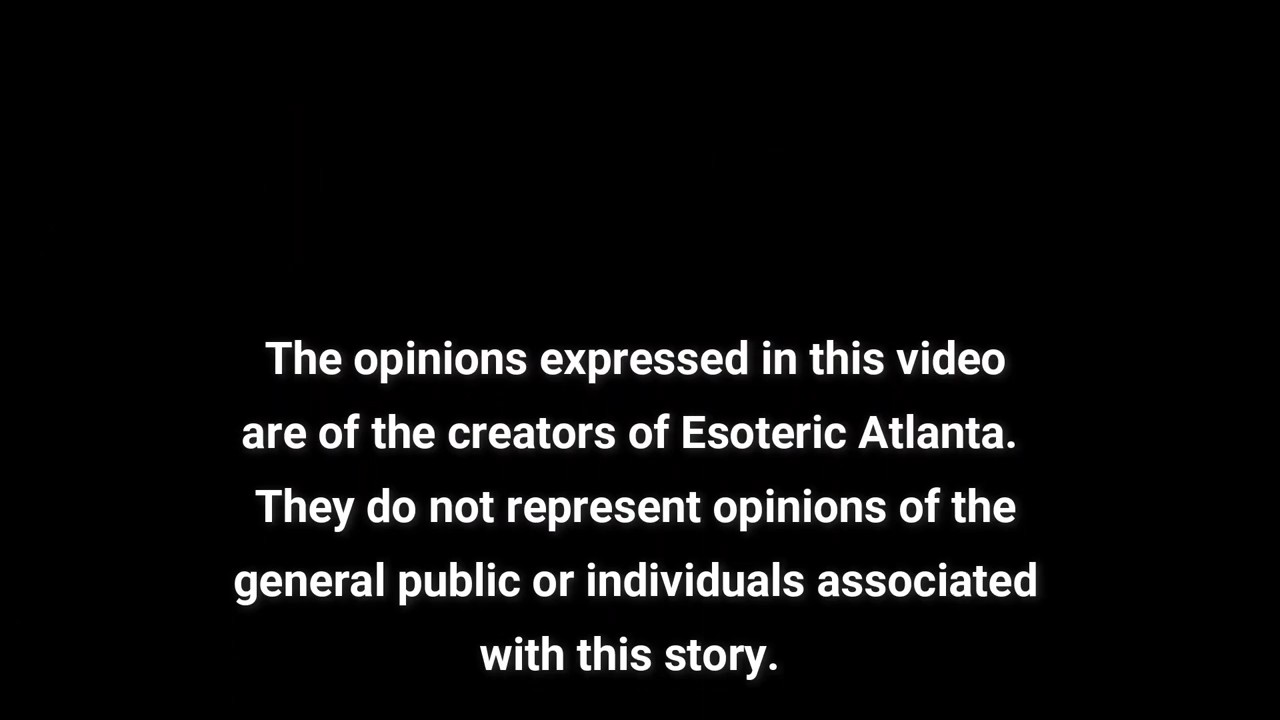 The opinions expressed in this video
are of the creators of Esoteric Atlanta.
They do not represent opinions of the
general public or individuals associated
with this story.